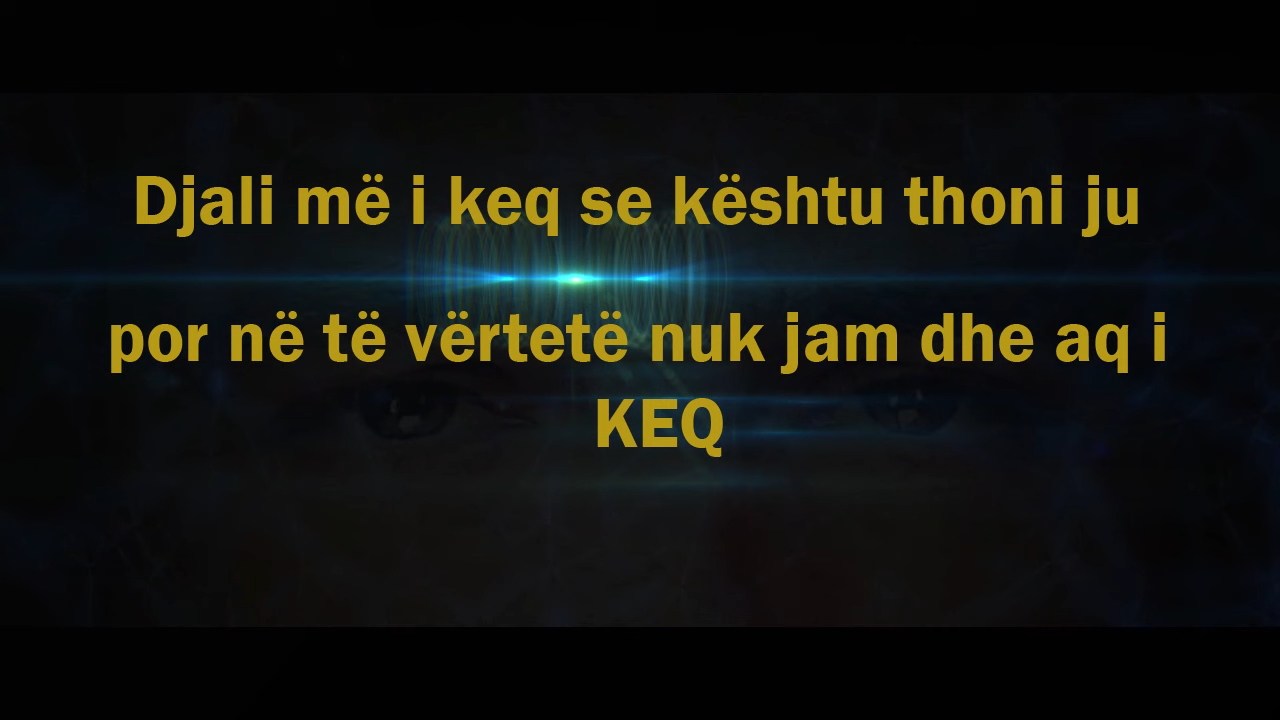 Djali më i keq se kështu thoni ju
por në të vërtetë nuk jam dhe aq i
KEQ